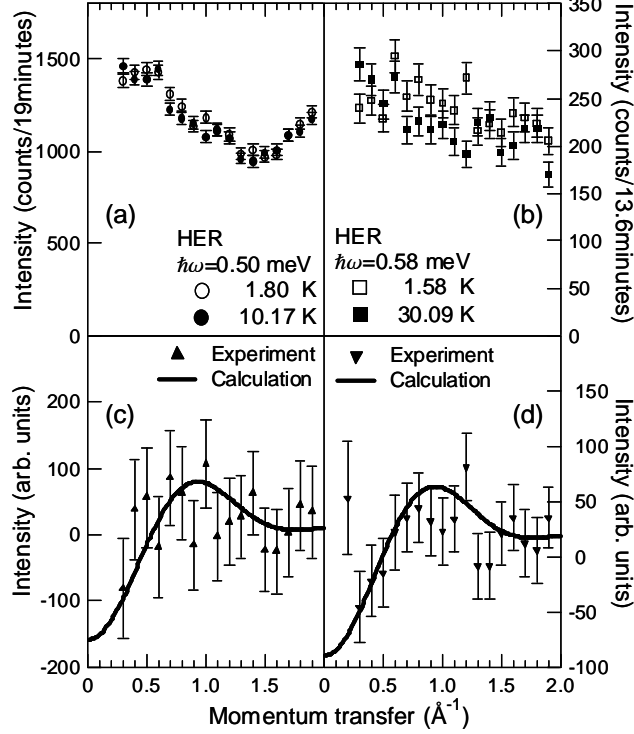 1500
1000
500
0
Intensity (counts/19minutes)
(a)
HER
ℏω=0.50 meV
1.80 K
10.17 K
350
300
250
200
150
100
50
0
Intensity (counts/13.6minutes)
(b)
HER
ℏω=0.58 meV
1.58 K
30.09 K
Experiment
Calculation
(c)
200
100
0
-100
-200
Intensity (arb. units)
Experiment
Calculation
(d)
150
100
50
0
-50
-100
Intensity (arb. units)
0 0.5 1.0 1.5 0 0.5 1.0 1.5 2.0
Momentum transfer (Å-1)